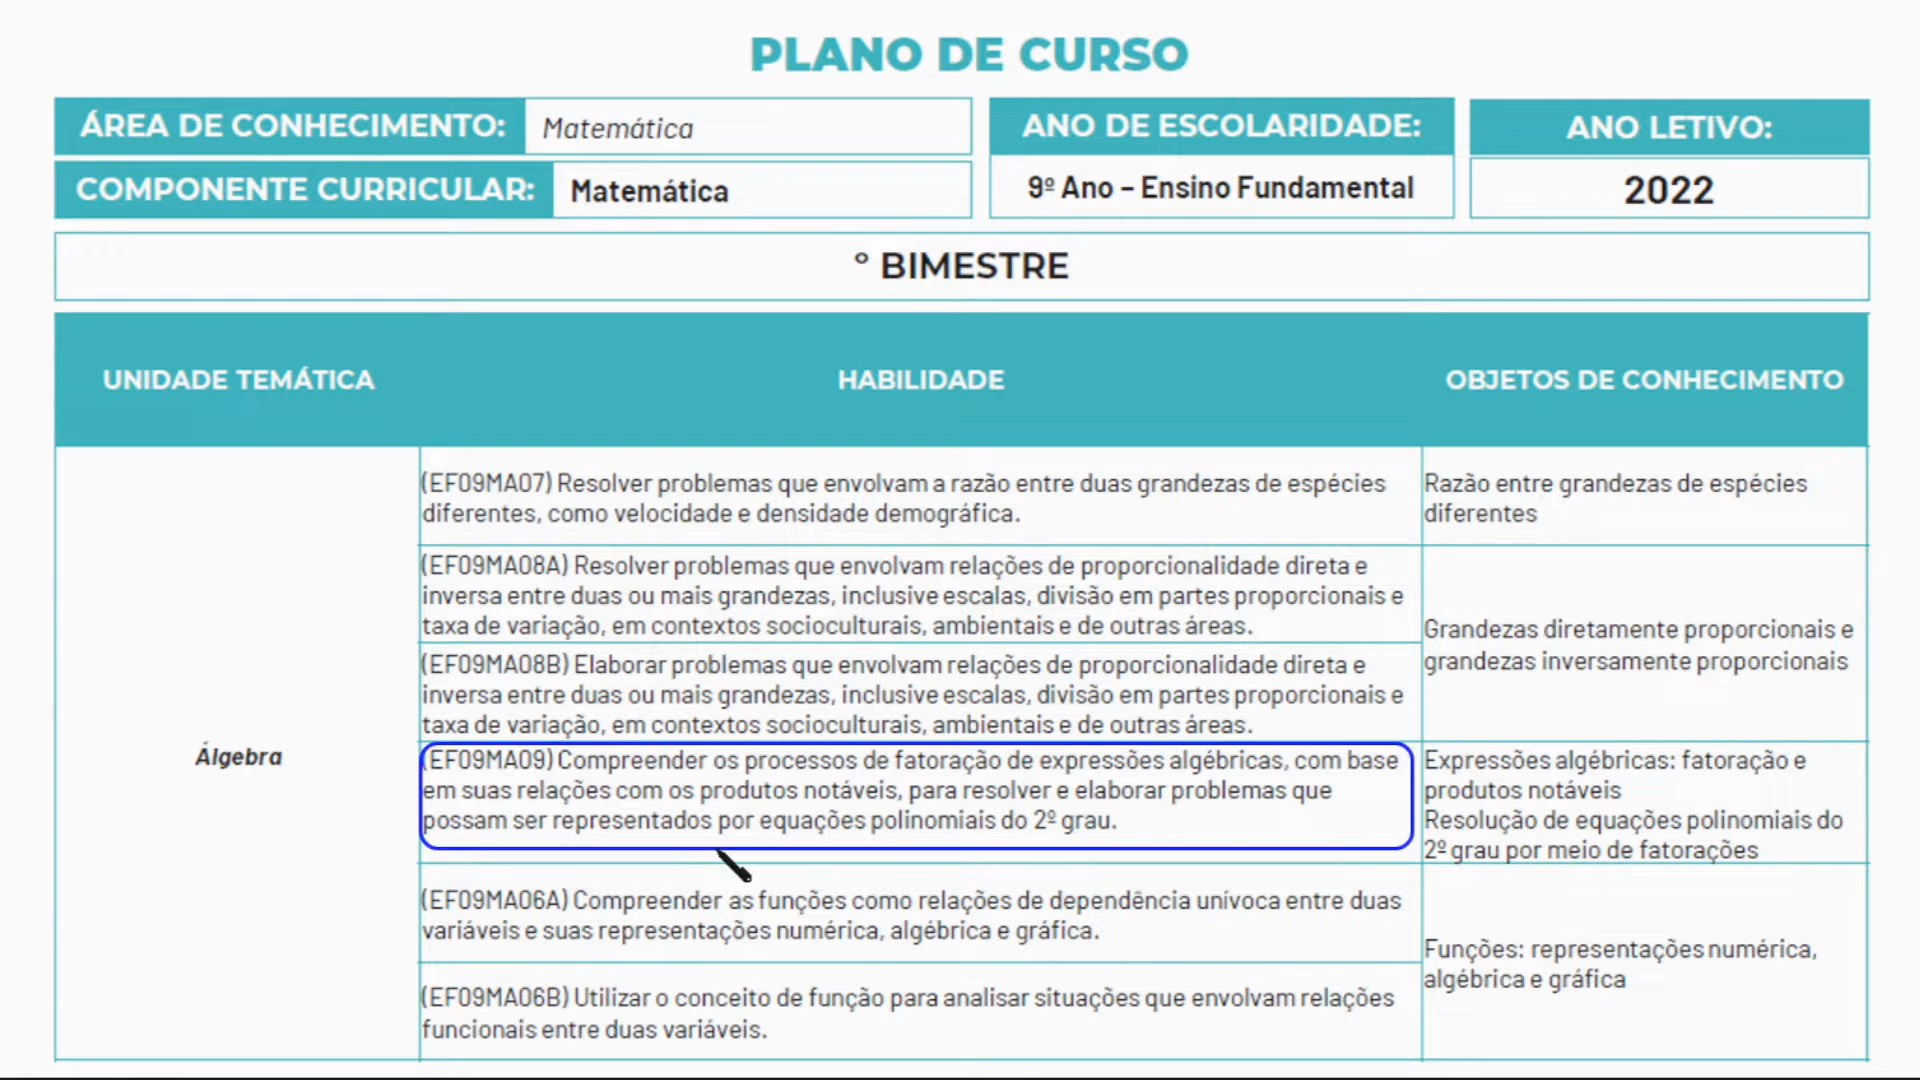 PLANO DE CURSO
ÁREA DE CONHECIMENTO: Matemática
COMPONENTE CURRICULAR: Matemática
ANO DE ESCOLARIDADE:
9º Ano – Ensino Fundamental
ANO LETIVO:
2022
º BIMESTRE
UNIDADE TEMÁTICA
HABILIDADE
OBJETOS DE CONHECIMENTO
Álgebra
(EF09MA07) Resolver problemas que envolvam a razão entre duas grandezas de espécies
diferentes, como velocidade e densidade demográfica.
Razão entre grandezas de espécies
diferentes
(EF09MA08A) Resolver problemas que envolvam relações de proporcionalidade direta e
inversa entre duas ou mais grandezas, inclusive escalas, divisão em partes proporcionais e
taxa de variação, em contextos socioculturais, ambientais e de outras áreas.
(EF09MA08B) Elaborar problemas que envolvam relações de proporcionalidade direta e
inversa entre duas ou mais grandezas, inclusive escalas, divisão em partes proporcionais e
taxa de variação, em contextos socioculturais, ambientais e de outras áreas.
Grandezas diretamente proporcionais e
grandezas inversamente proporcionais
(EF09MA09) Compreender os processos de fatoração de expressões algébricas, com base
em suas relações com os produtos notáveis, para resolver e elaborar problemas que
possam ser representados por equações polinomiais do 2º grau.
Expressões algébricas: fatoração e
produtos notáveis
Resolução de equações polinomiais do
2º grau por meio de fatorações
(EF09MA06A) Compreender as funções como relações de dependência unívoca entre duas
variáveis e suas representações numérica, algébrica e gráfica.
(EF09MA06B) Utilizar o conceito de função para analisar situações que envolvam relações
funcionais entre duas variáveis.
Funções: representações numérica,
algébrica e gráfica